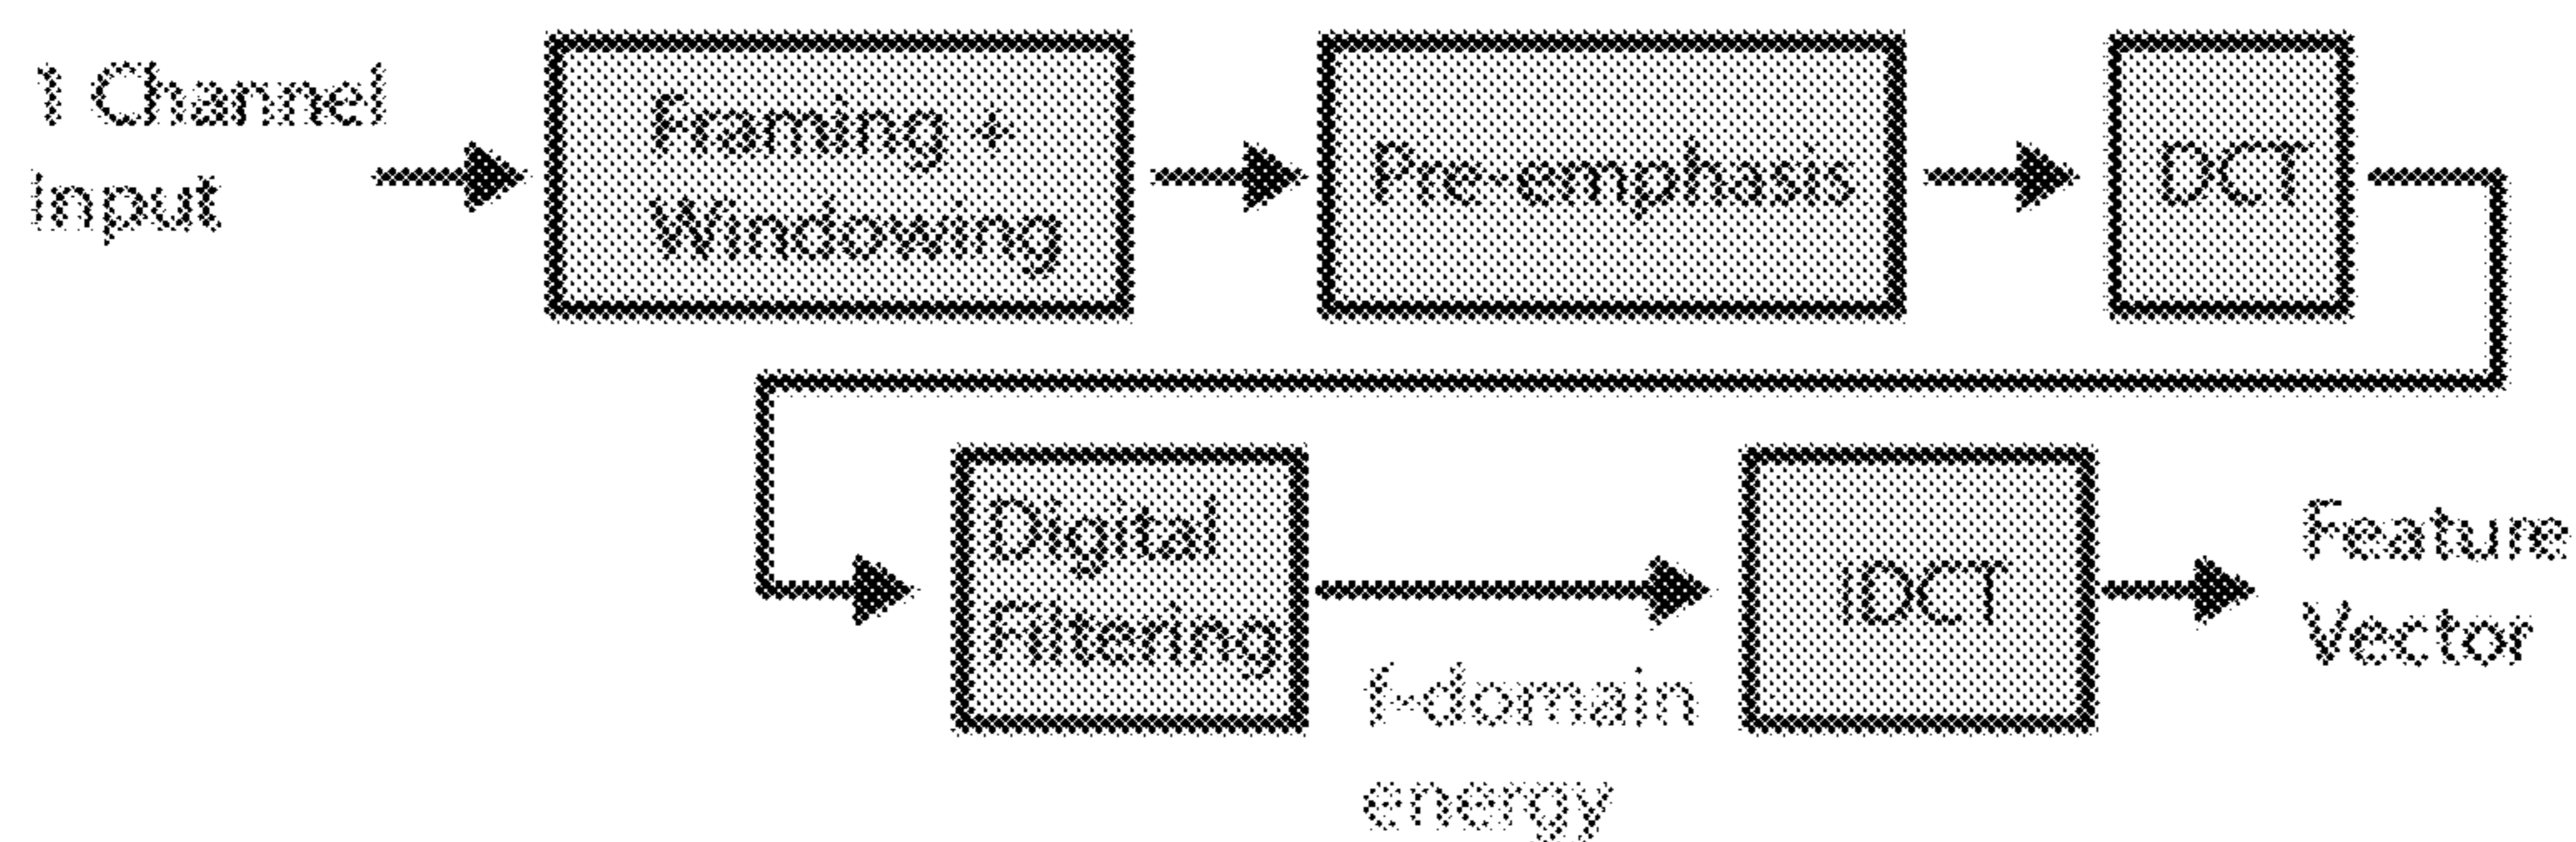 1 Channel
input
Framing +
Windowing
Pre-emphasis
DCT
Digital
Filtering
f-domain
energy
IDCT
Feature
Vector